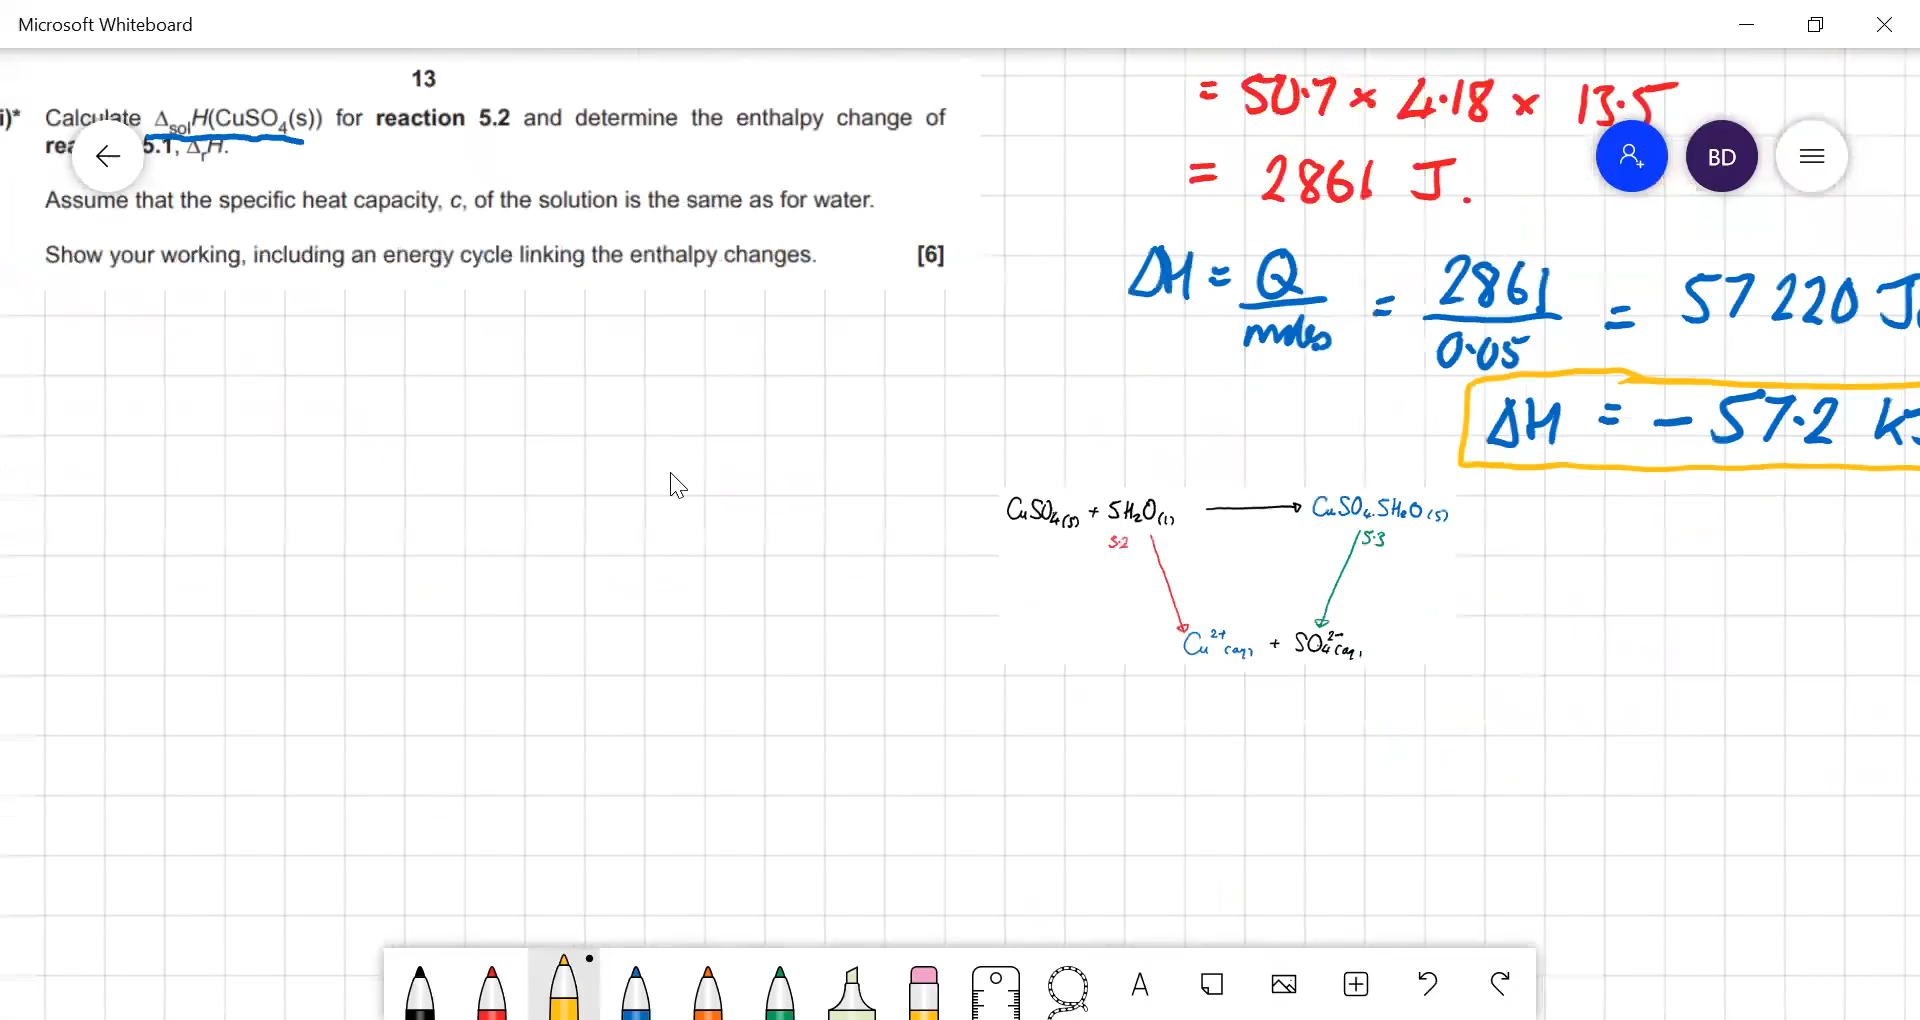 Microsoft Whiteboard
13
i)* Calculate ΔsolH(CuSO4(s)) for reaction 5.2 and determine the enthalpy change of
5.1, ΔrH.
Assume that the specific heat capacity, c, of the solution is the same as for water.
Show your working, including an energy cycle linking the enthalpy changes. [6]
= 50.7 × 4.18 × 13.5
= 2861 J.
BD
ΔH = Q/moles = 2861/0.05 = 57 220 J
ΔH = - 57.2 kJ
CuSO4(s) + 5H2O(l) → CuSO4.5H2O(s)
5.2 5.3
Cu2+(aq) + SO42-(aq)
A